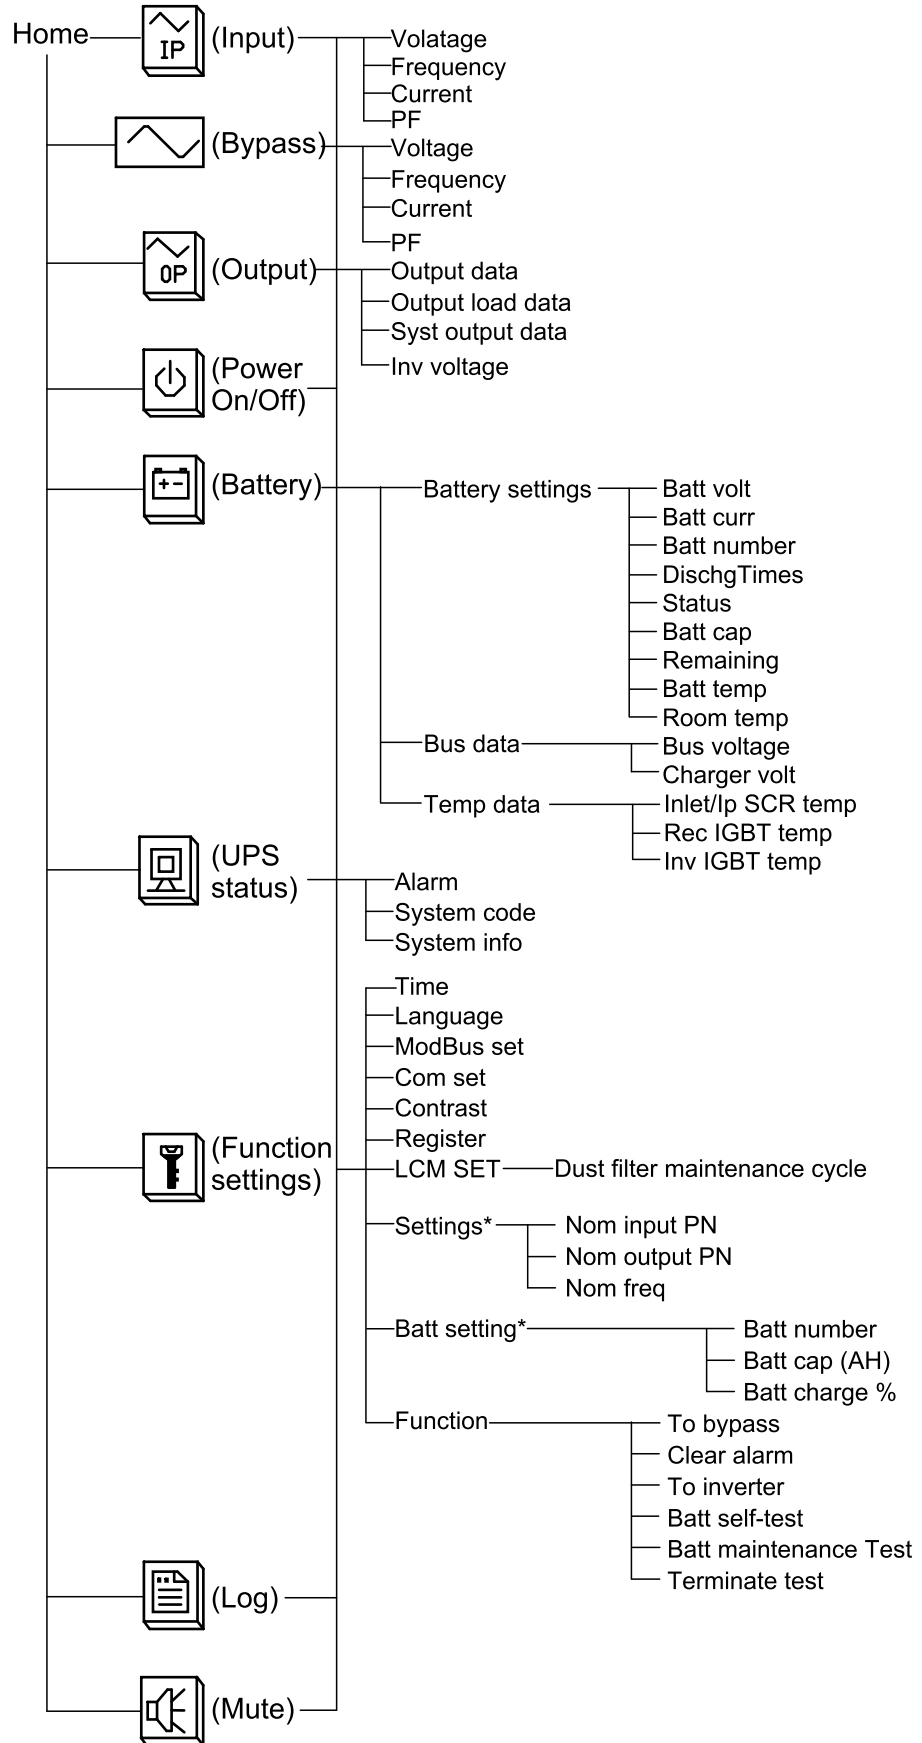 Home
IP
(Input)
Volatage
Frequency
Current
PF
(Bypass)
Voltage
Frequency
Current
PF
OP
(Output)
Output data
Output load data
Syst output data
Inv voltage
(Power
On/Off)
+ -
(Battery)
Battery settings
Batt volt
Batt curr
Batt number
DischgTimes
Status
Batt cap
Remaining
Batt temp
Room temp
Bus data
Bus voltage
Charger volt
Temp data
Inlet/Ip SCR temp
Rec IGBT temp
Inv IGBT temp
(UPS
status)
Alarm
System code
System info
(Function
settings)
Time
Language
ModBus set
Com set
Contrast
Register
LCM SET
Dust filter maintenance cycle
Settings*
Nom input PN
Nom output PN
Nom freq
Batt setting*
Batt number
Batt cap (AH)
Batt charge %
Function
To bypass
Clear alarm
To inverter
Batt self-test
Batt maintenance Test
Terminate test
(Log)
(Mute)